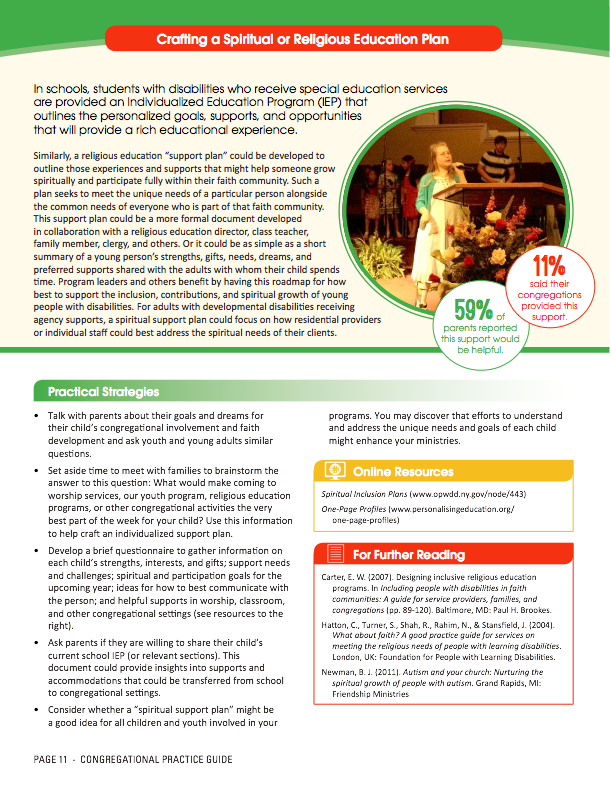 Crafting a Spiritual or Religious Education Plan
In schools, students with disabilities who receive special education services
are provided an Individualized Education Program (IEP) that
outlines the personalized goals, supports, and opportunities
that will provide a rich educational experience.
Similarly, a religious education “support plan” could be developed to
outline those experiences and supports that might help someone grow
spiritually and participate fully within their faith community. Such a
plan seeks to meet the unique needs of a particular person alongside
the common needs of everyone who is part of that faith community.
This support plan could be a more formal document developed
in collaboration with a religious education director, class teacher,
family member, clergy, and others. Or it could be as simple as a short
summary of a young person’s strengths, gifts, needs, dreams, and
preferred supports shared with the adults with whom their child spends
time. Program leaders and others benefit by having this roadmap for how
best to support the inclusion, contributions, and spiritual growth of young
people with disabilities. For adults with developmental disabilities receiving
agency supports, a spiritual support plan could focus on how residential providers
or individual staff could best address the spiritual needs of their clients.
11%
said their
congregations
provided this
support.
59% of
parents reported
this support would
be helpful.
Practical Strategies
• Talk with parents about their goals and dreams for
their child’s congregational involvement and faith
development and ask youth and young adults similar
questions.
• Set aside time to meet with families to brainstorm the
answer to this question: What would make coming to
worship services, our youth program, religious education
programs, or other congregational activities the very
best part of the week for your child? Use this information
to help craft an individualized support plan.
• Develop a brief questionnaire to gather information on
each child’s strengths, interests, and gifts; support needs
and challenges; spiritual and participation goals for the
upcoming year; ideas for how to best communicate with
the person; and helpful supports in worship, classroom,
and other congregational settings (see resources to the
right).
• Ask parents if they are willing to share their child’s
current school IEP (or relevant sections). This
document could provide insights into supports and
accommodations that could be transferred from school
to congregational settings.
• Consider whether a “spiritual support plan” might be
a good idea for all children and youth involved in your
programs. You may discover that efforts to understand
and address the unique needs and goals of each child
might enhance your ministries.
Online Resources
Spiritual Inclusion Plans (www.opwdd.ny.gov/node/443)
One-Page Profiles (www.personalisingeducation.org/
one-page-profiles)
For Further Reading
Carter, E. W. (2007). Designing inclusive religious education
programs. In Including people with disabilities in faith
communities: A guide for service providers, families, and
congregations (pp. 89-120). Baltimore, MD: Paul H. Brookes.
Hatton, C., Turner, S., Shah, R., Rahim, N., & Stansfield, J. (2004).
What about faith? A good practice guide for services on
meeting the religious needs of people with learning disabilities.
London, UK: Foundation for People with Learning Disabilities.
Newman, B. J. (2011). Autism and your church: Nurturing the
spiritual growth of people with autism. Grand Rapids, MI:
Friendship Ministries
PAGE 11 - CONGREGATIONAL PRACTICE GUIDE